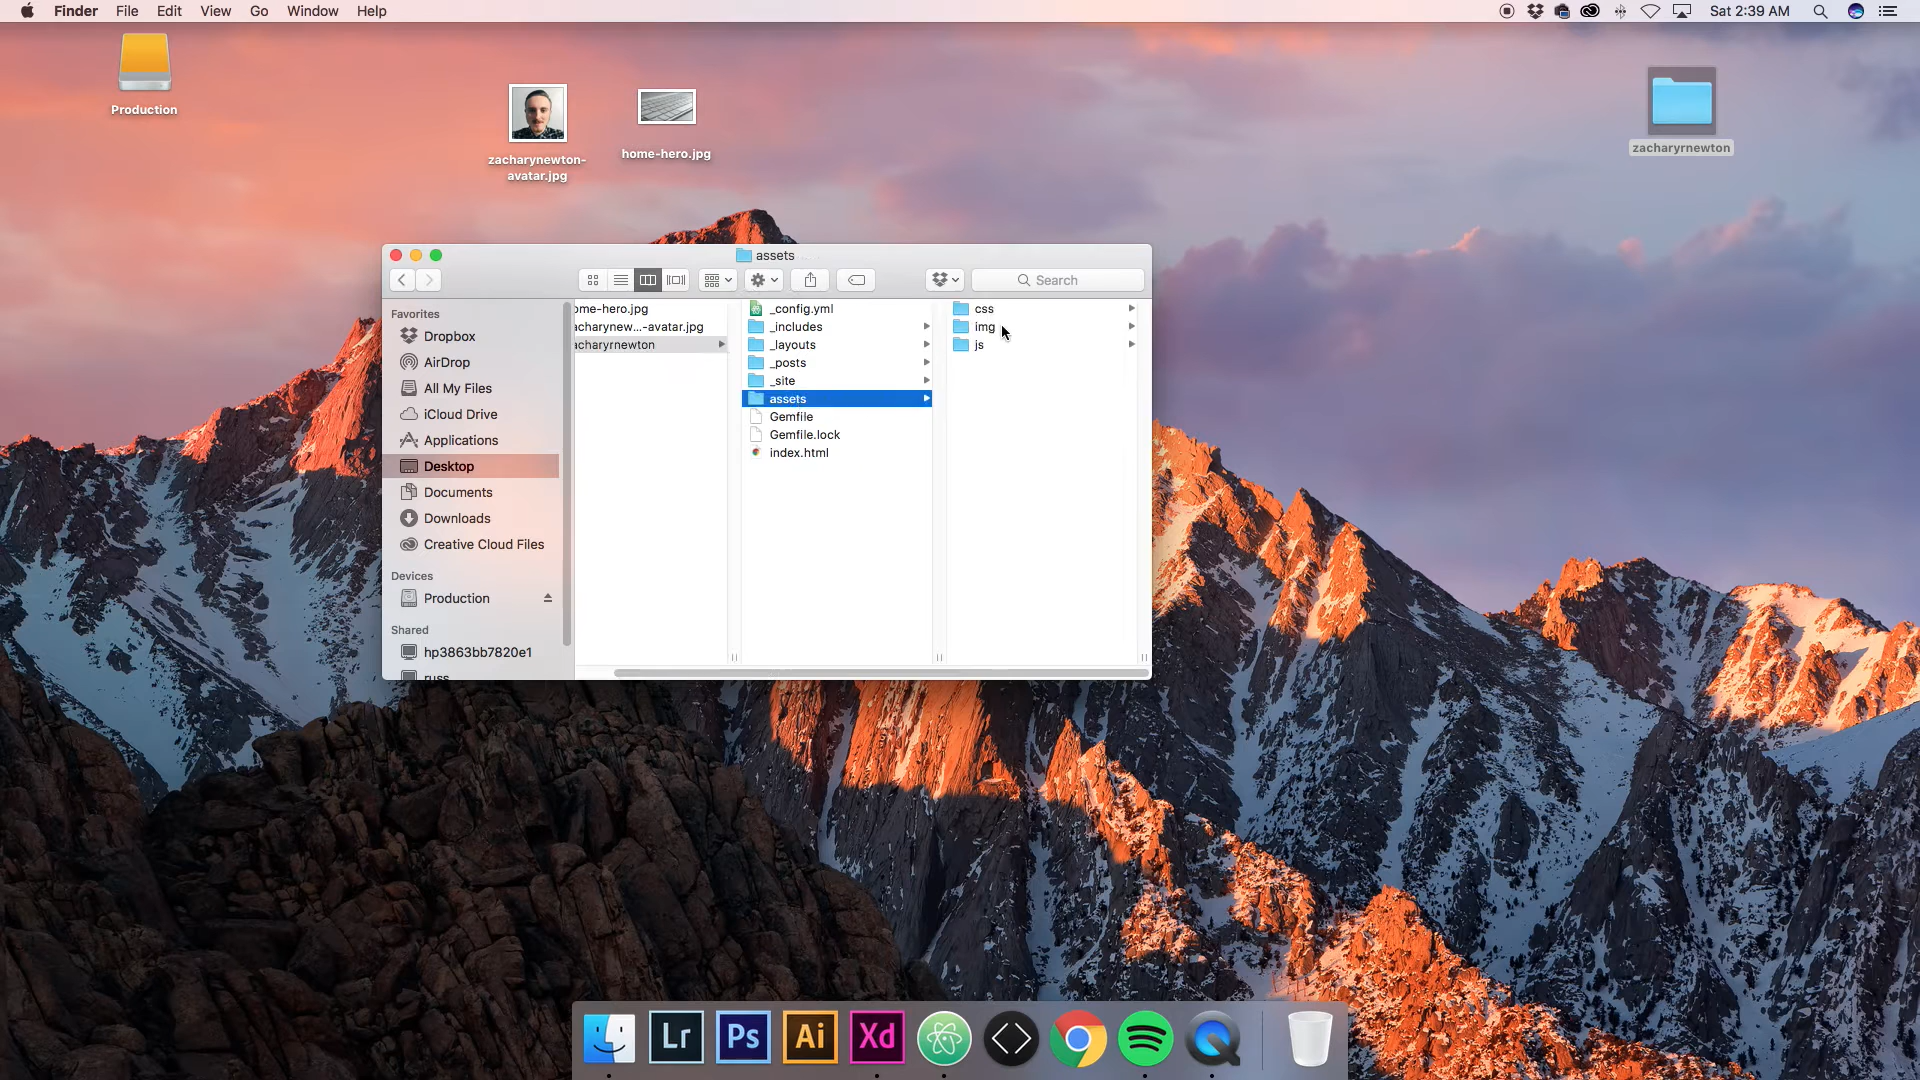 Finder File Edit View Go Window Help
Sat 2:39 AM
Production
zacharynewton-
avatar.jpg
home-hero.jpg
zacharyrnewton
assets
Search
Favorites
Dropbox
AirDrop
All My Files
iCloud Drive
Applications
Desktop
Documents
Downloads
Creative Cloud Files
Devices
Production
Shared
hp3863bb7820e1
russ
ome-hero.jpg
acharynew...-avatar.jpg
acharyrnewton
_config.yml
_includes
_layouts
_posts
_site
assets
Gemfile
Gemfile.lock
index.html
css
img
js
Lr
Ps
Ai
Xd